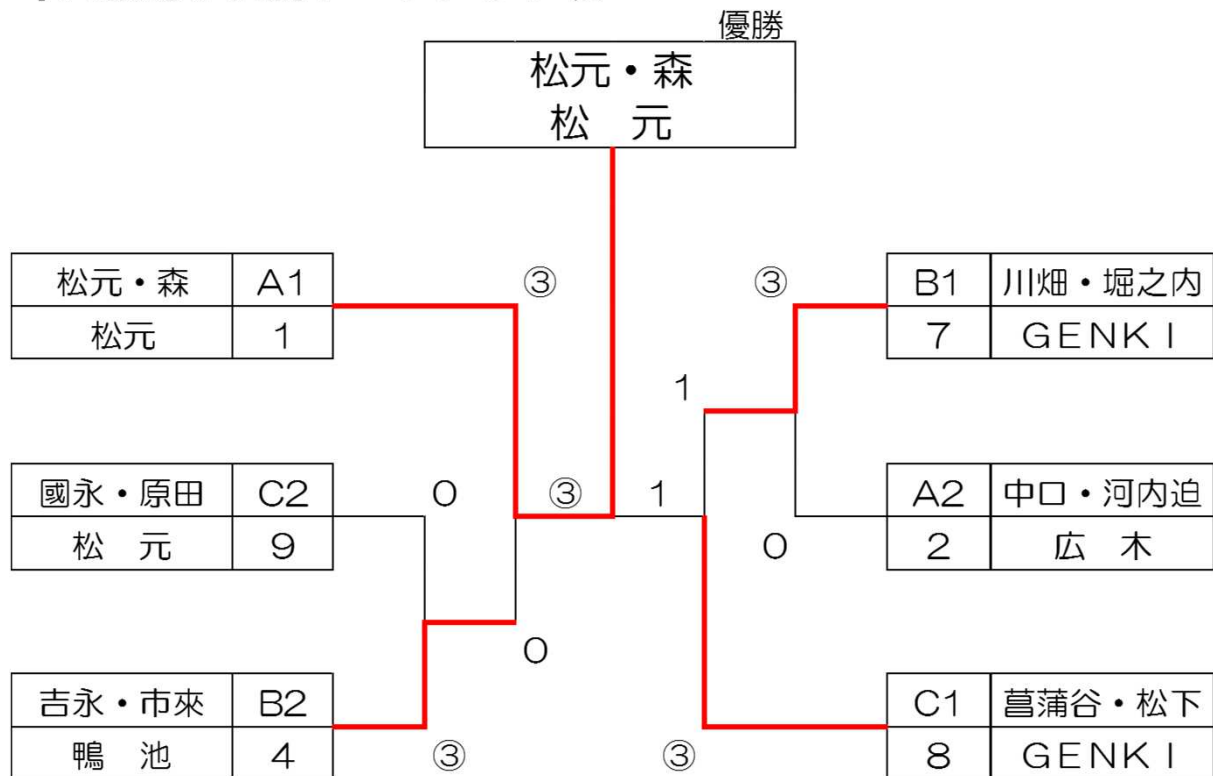 優勝
松元・森
松 元
松元・森 A1
松元 1
③
③
B1 川畑・堀之内
7 GENKI
1
國永・原田 C2
松 元 9
0
③
1
0
A2 中口・河内迫
2 広 木
0
吉永・市來 B2
鴨 池 4
③
③
C1 菖蒲谷・松下
8 GENKI